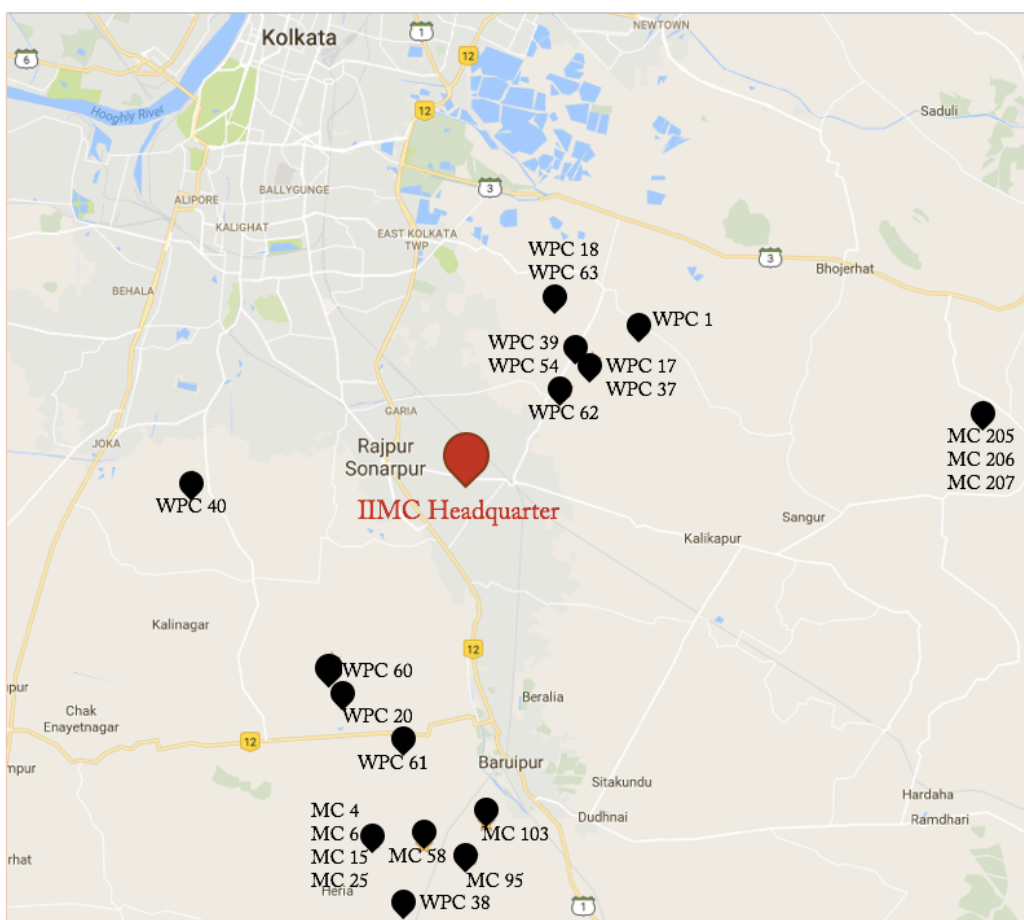 NEWTOWN
1
Kolkata
12
6
12
Hooghly River
Saduli
3
BALLYGUNGE
ALIPORE
KALIGHAT
EAST KOLKATA
TWP
WPC 18
WPC 63
3
Bhojerhat
BEHALA
WPC 1
WPC 39
WPC 54
WPC 17
WPC 37
WPC 62
GARIA
JOKA
Rajpur
Sonarpur
MC 205
MC 206
MC 207
WPC 40
IIMC Headquarter
Sangur
Kalikapur
Kalinagar
12
WPC 60
pur
Beralia
Chak
Enayetnagar
WPC 20
12
WPC 61
Baruipur
mpur
Sitakundu
Hardaha
Ramdhari
Dudhnai
MC 4
MC 6
MC 15
MC 25
MC 103
MC 58
rhat
MC 95
Heria
WPC 38
1